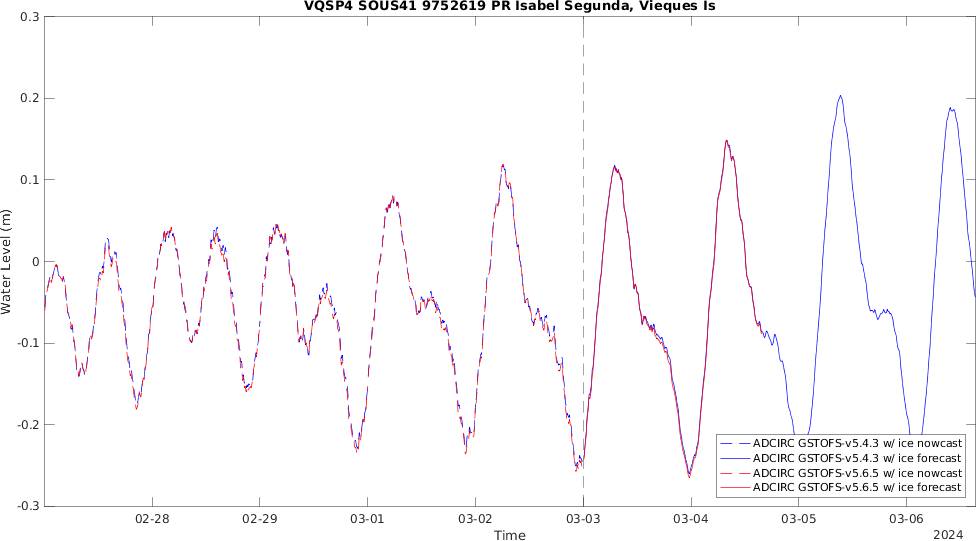 VQSP4 SOUS41 9752619 PR Isabel Segunda, Vieques Is
0.3
0.2
0.1
0
-0.1
-0.2
-0.3
Water Level (m)
ADCIRC GSTOFS-v5.4.3 w/ ice nowcast
ADCIRC GSTOFS-v5.4.3 w/ ice forecast
ADCIRC GSTOFS-v5.6.5 w/ ice nowcast
ADCIRC GSTOFS-v5.6.5 w/ ice forecast
02-28 02-29 03-01 03-02 03-03 03-04 03-05 03-06
Time
2024